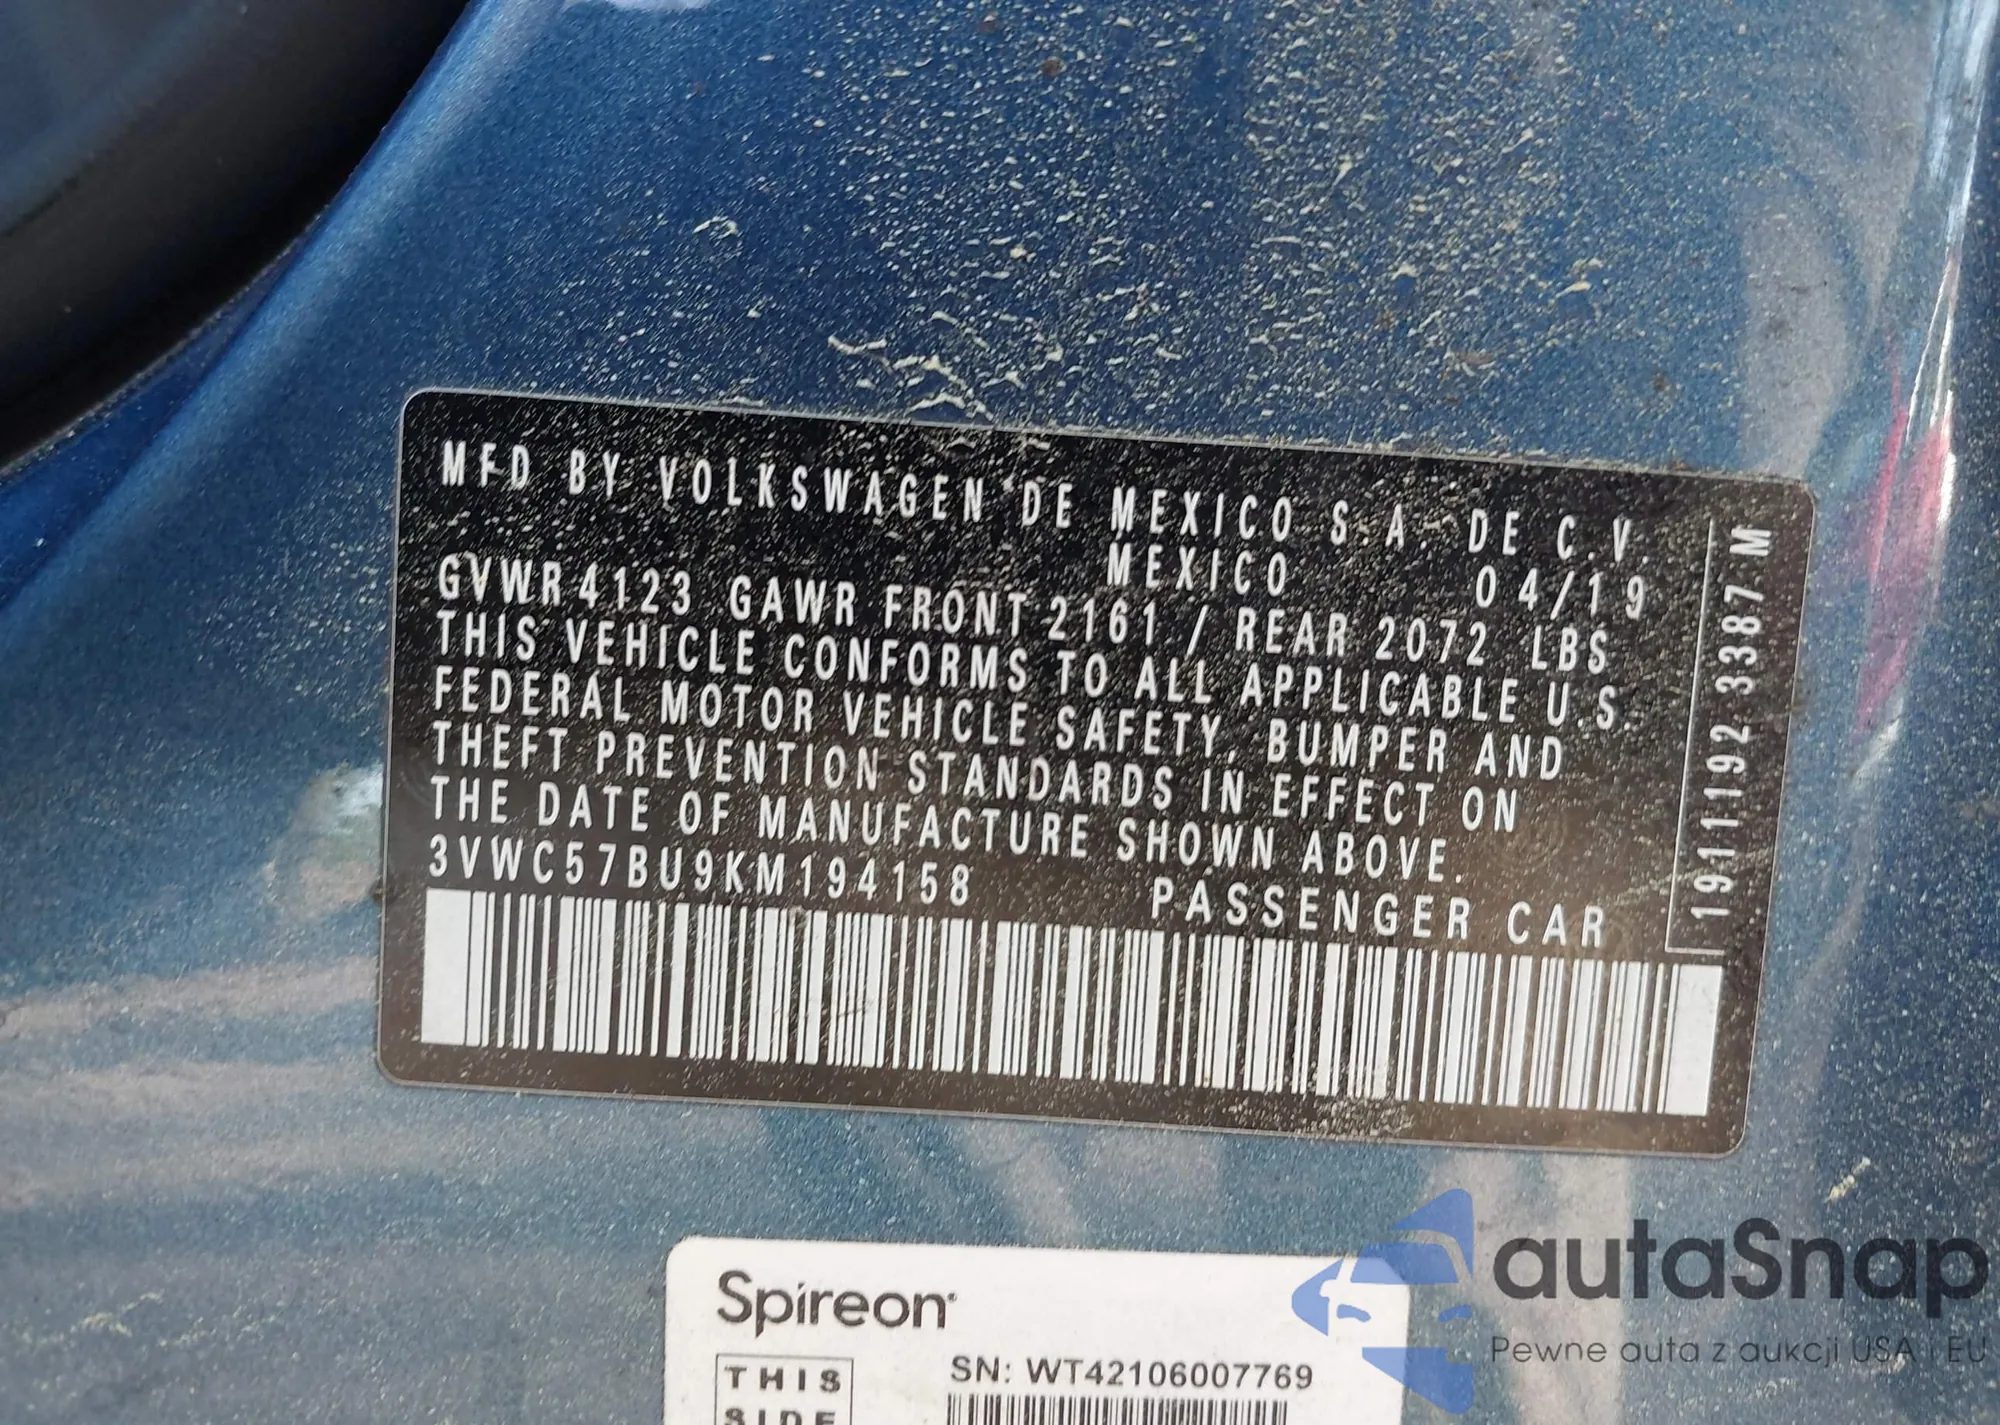 MFD BY VOLKSWAGEN DE MEXICO S.A. DE C.V.
MEXICO 04/19
GVWR 4123 GAWR FRONT 2161 / REAR 2072 LBS
THIS VEHICLE CONFORMS TO ALL APPLICABLE U.S.
FEDERAL MOTOR VEHICLE SAFETY, BUMPER AND
THEFT PREVENTION STANDARDS IN EFFECT ON
THE DATE OF MANUFACTURE SHOWN ABOVE.
3VWC57BU9KM194158 PASSENGER CAR
1911192 3387 M
Spireon
THIS
SIDE
SN: WT42106007769
autaSnap
Pewne auta z aukcji USA i EU